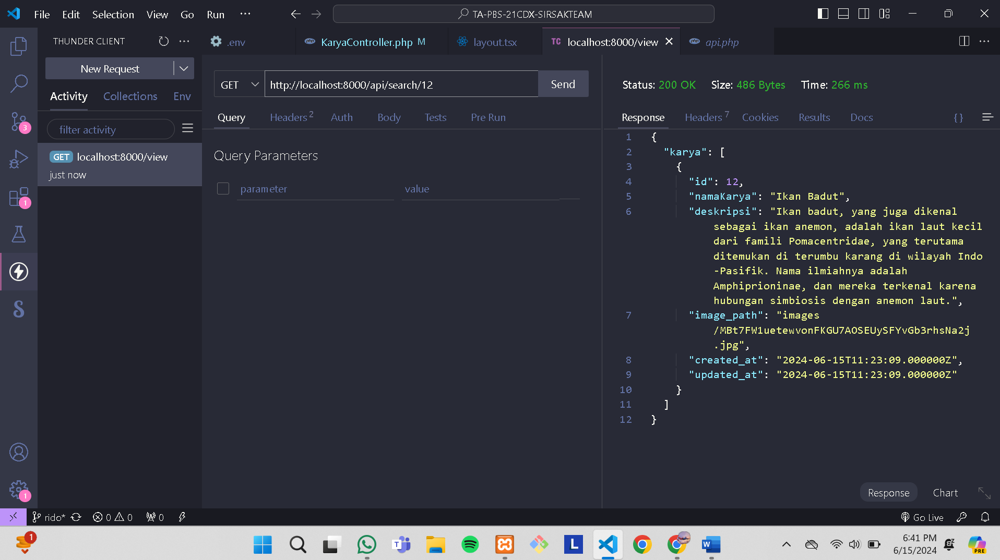 File Edit Selection View Go Run ···
TA-PBS-21CDX-SIRSAKTEAM
THUNDER CLIENT
.env
KaryaController.php M
layout.tsx
TC localhost:8000/view
api.php
New Request
Activity Collections Env
filter activity
GET localhost:8000/view
just now
GET
http://localhost:8000/api/search/12
Send
Query Headers 2 Auth Body Tests Pre Run
Query Parameters
parameter value
Status: 200 OK Size: 486 Bytes Time: 266 ms
Response Headers 7 Cookies Results Docs {}
1 {
2 "karya": [
3 {
4 "id": 12,
5 "namaKarya": "Ikan Badut",
6 "deskripsi": "Ikan badut, yang juga dikenal
sebagai ikan anemon, adalah ikan laut kecil
dari famili Pomacentridae, yang terutama
ditemukan di terumbu karang di wilayah Indo
-Pasifik. Nama ilmiahnya adalah
Amphiprioninae, dan mereka terkenal karena
hubungan simbiosis dengan anemon laut.",
7 "image_path": "images
/MBt7FW1uetewvonFKGU7AOSEUySFYvGb3rhsNa2j
.jpg",
8 "created_at": "2024-06-15T11:23:09.000000Z",
9 "updated_at": "2024-06-15T11:23:09.000000Z"
10 }
11 ]
12 }
3
1
1
Response Chart
rido* 0 0 0
Go Live
1
T
L
W
6:41 PM
6/15/2024
PRE